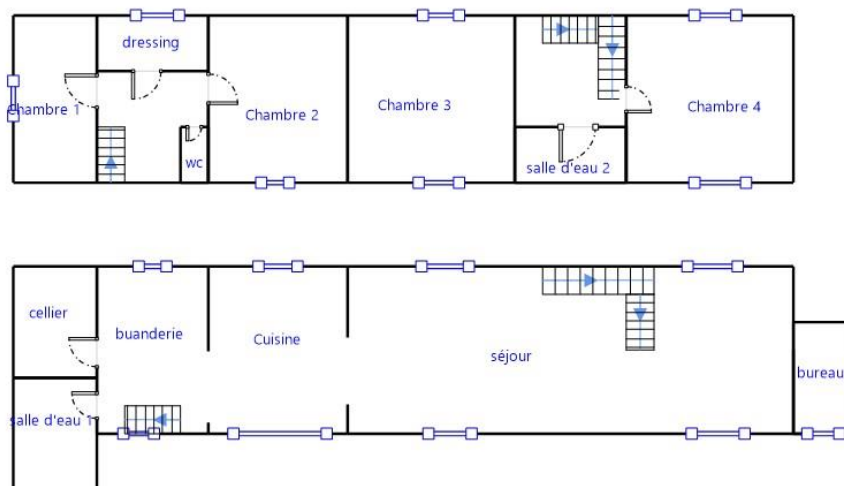 dressing
Chambre 1
Chambre 2
Chambre 3
Chambre 4
wc
salle d'eau 2
cellier
buanderie
Cuisine
séjour
bureau
salle d'eau 1